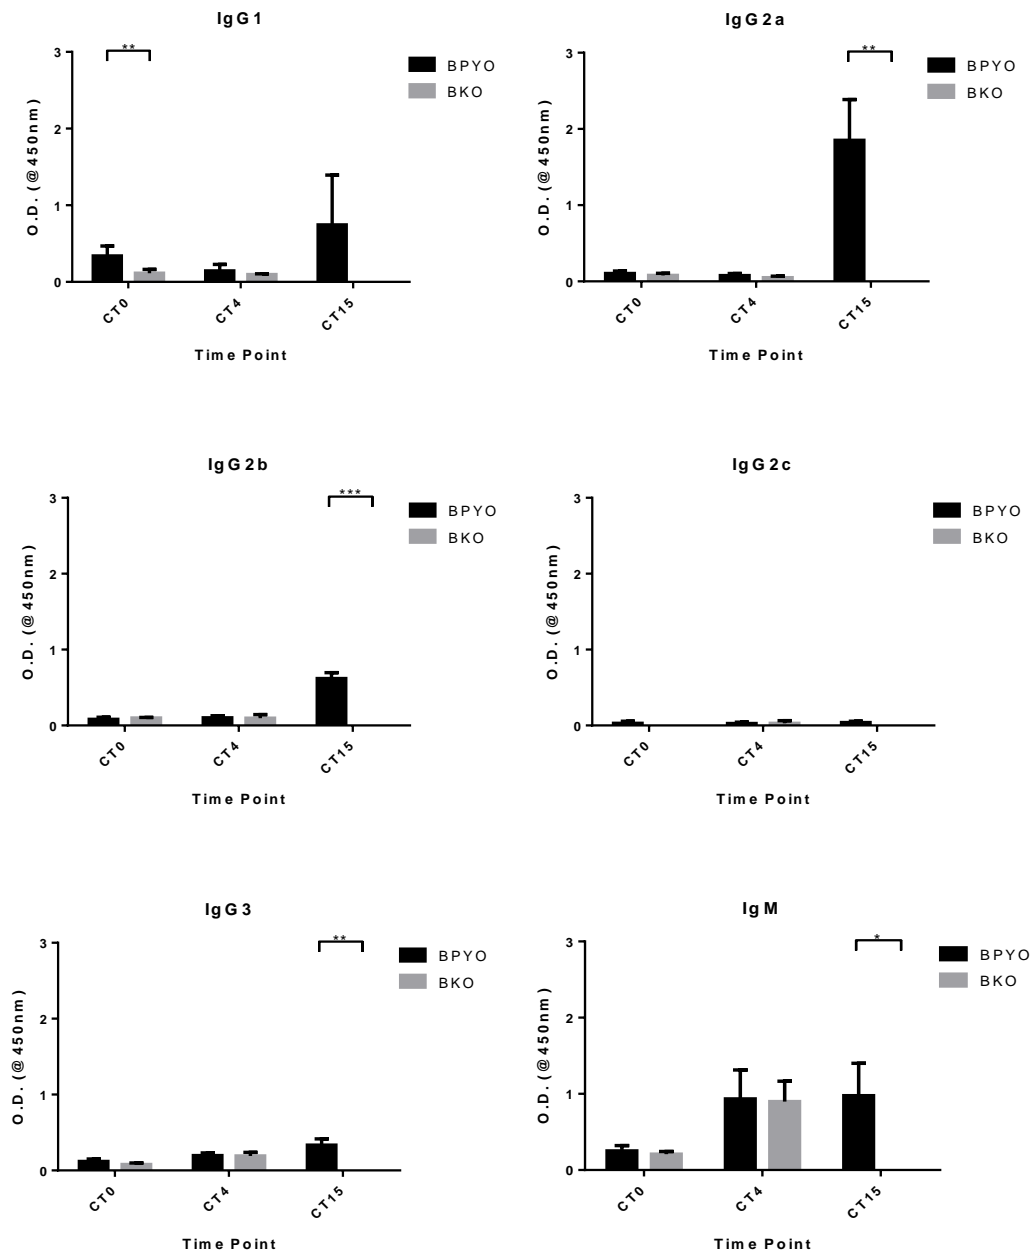 IgG1
**
BPYO
BKO
3
2
1
0
O.D. (@450nm)
CT0
CT4
CT15
Time Point
IgG2a
**
BPYO
BKO
3
2
1
0
O.D. (@450nm)
CT0
CT4
CT15
Time Point
IgG2b
***
BPYO
BKO
3
2
1
0
O.D. (@450nm)
CT0
CT4
CT15
Time Point
IgG2c
BPYO
BKO
3
2
1
0
O.D. (@450nm)
CT0
CT4
CT15
Time Point
IgG3
**
BPYO
BKO
3
2
1
0
O.D. (@450nm)
CT0
CT4
CT15
Time Point
IgM
*
BPYO
BKO
3
2
1
0
O.D. (@450nm)
CT0
CT4
CT15
Time Point